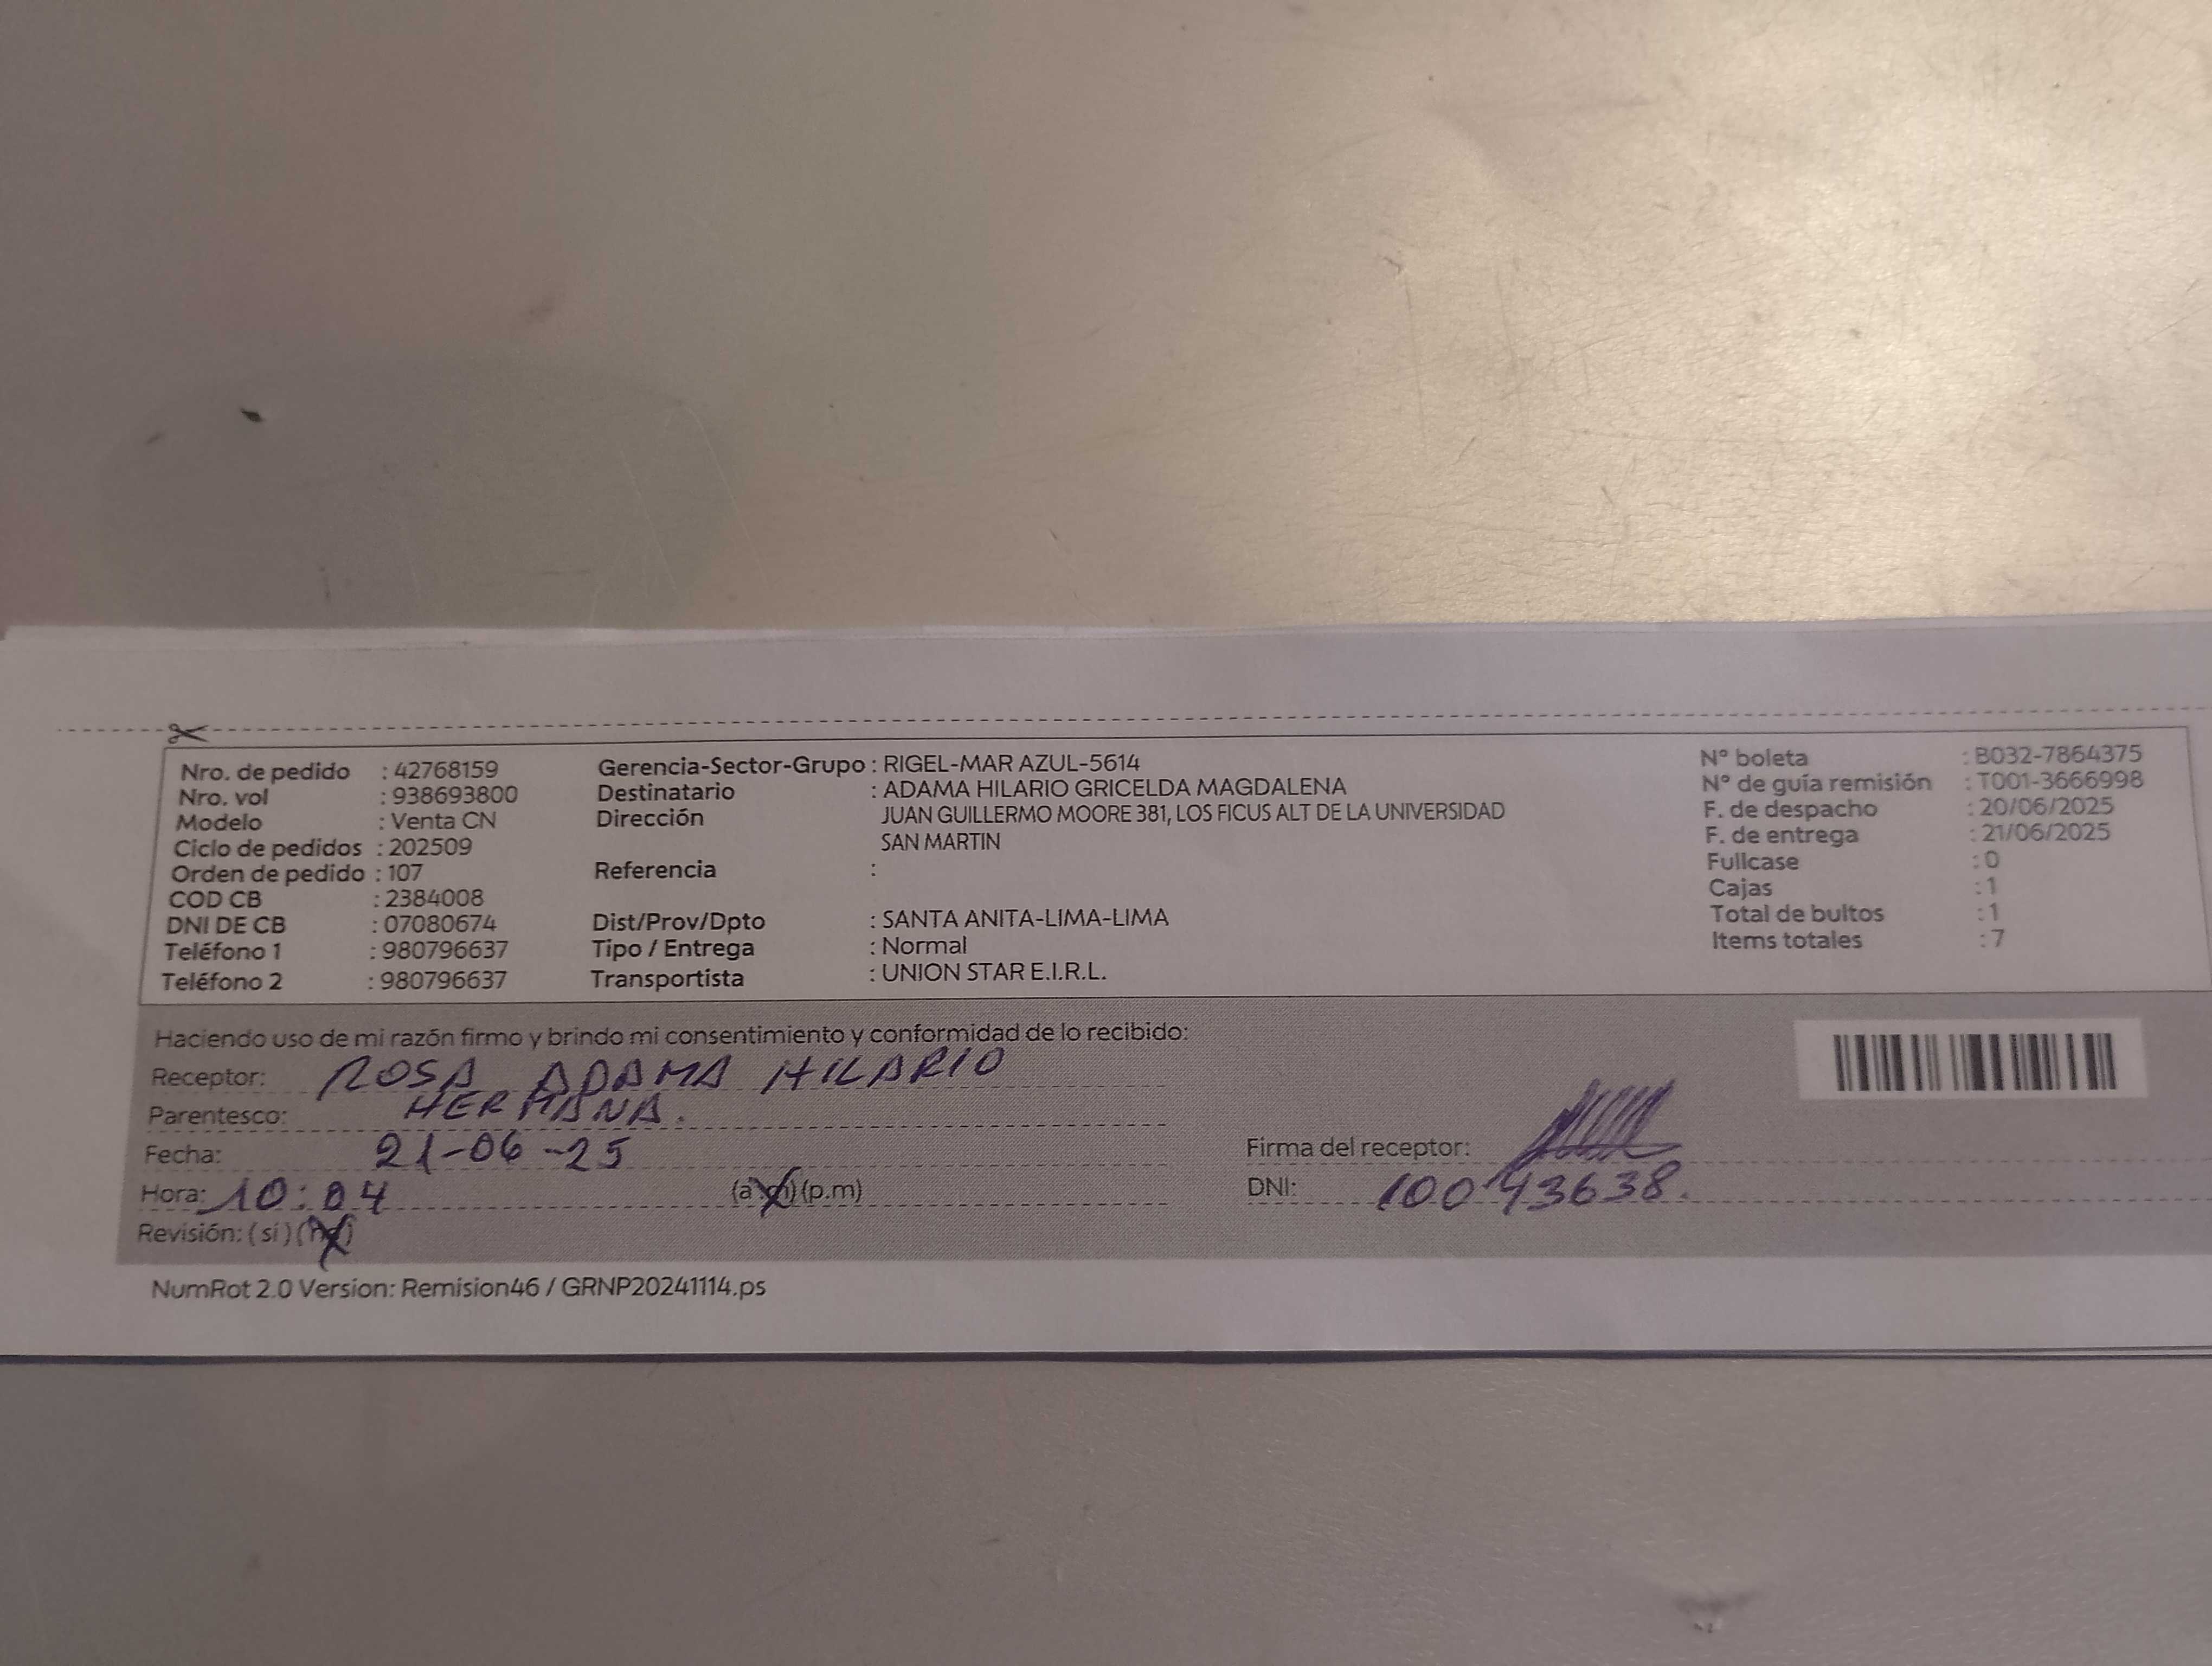 Nro. de pedido : 42768159
Nro. vol : 938693800
Modelo : Venta CN
Ciclo de pedidos : 202509
Orden de pedido : 107
COD CB : 2384008
DNI DE CB : 07080674
Teléfono 1 : 980796637
Teléfono 2 : 980796637
Gerencia-Sector-Grupo : RIGEL-MAR AZUL-5614
Destinatario : ADAMA HILARIO GRICELDA MAGDALENA
Dirección JUAN GUILLERMO MOORE 381, LOS FICUS ALT DE LA UNIVERSIDAD
SAN MARTIN
Referencia :
Dist/Prov/Dpto : SANTA ANITA-LIMA-LIMA
Tipo / Entrega : Normal
Transportista : UNION STAR E.I.R.L.
N° boleta : B032-7864375
N° de guía remisión : T001-3666998
F. de despacho : 20/06/2025
F. de entrega : 21/06/2025
Fullcase : 0
Cajas : 1
Total de bultos : 1
Items totales : 7
Haciendo uso de mi razón firmo y brindo mi consentimiento y conformidad de lo recibido:
Receptor: ROSA ADAMA HILARIO
Parentesco: HERMANA.
Fecha: 21-06-25
Hora: 10:04 (a.m)(p.m)
Revisión: (si)(no)
Firma del receptor:
DNI: 10043638.
NumRot 2.0 Version: Remision46 / GRNP20241114.ps